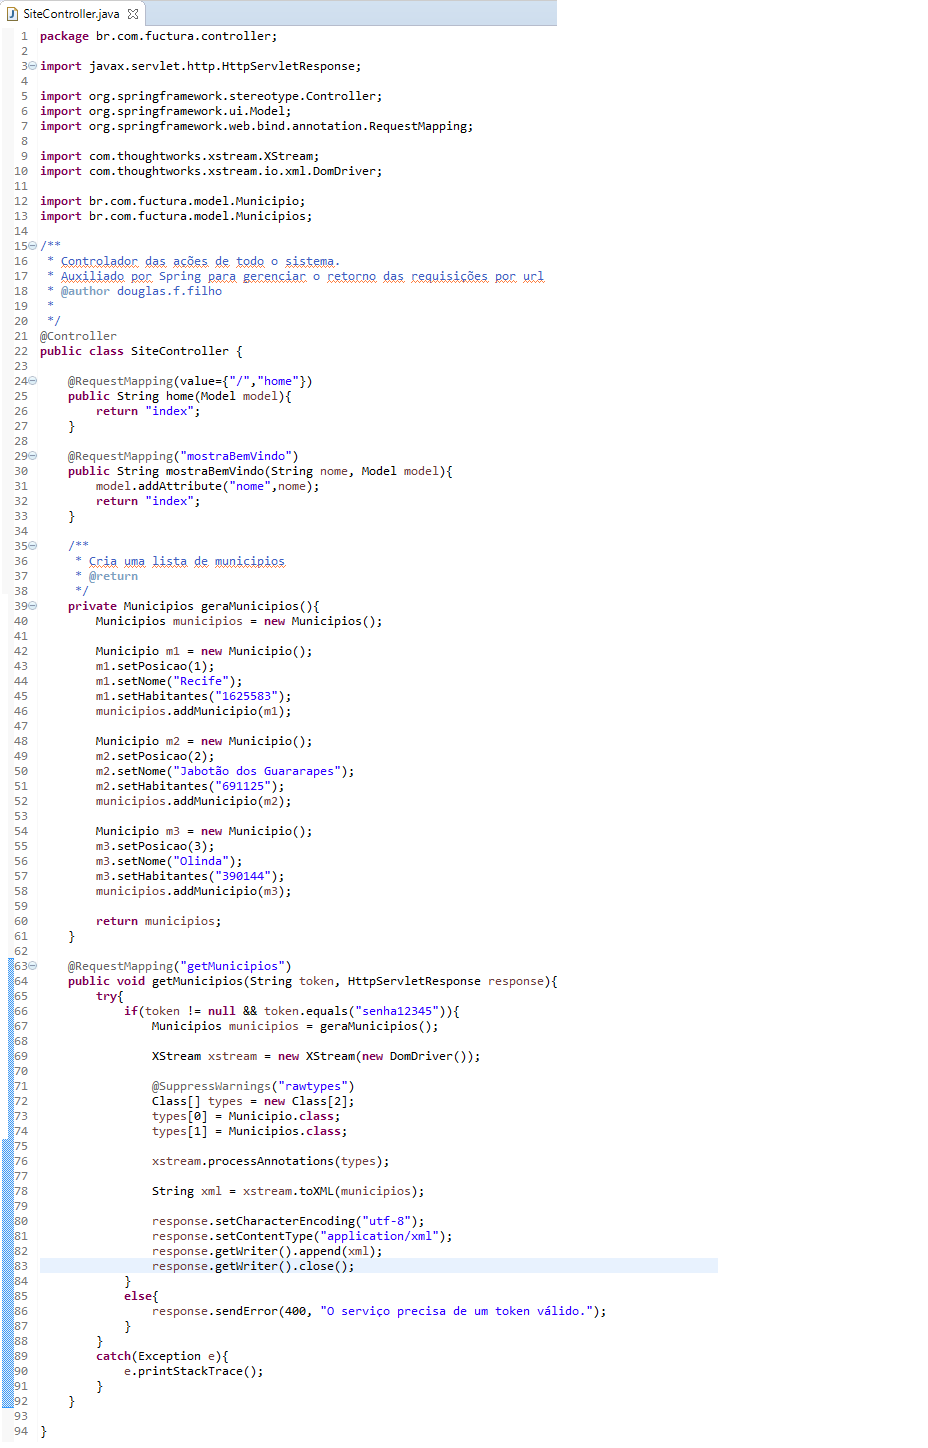 SiteController.java
1 package br.com.fuctura.controller;
2
3 import javax.servlet.http.HttpServletResponse;
4
5 import org.springframework.stereotype.Controller;
6 import org.springframework.ui.Model;
7 import org.springframework.web.bind.annotation.RequestMapping;
8
9 import com.thoughtworks.xstream.XStream;
10 import com.thoughtworks.xstream.io.xml.DomDriver;
11
12 import br.com.fuctura.model.Municipio;
13 import br.com.fuctura.model.Municipios;
14
15 /**
16  * Controlador das ações de todo o sistema.
17  * Auxiliado por Spring para gerenciar o retorno das requisições por url
18  * @author douglas.f.filho
19  *
20  */
21 @Controller
22 public class SiteController {
23
24     @RequestMapping(value={"/","home"})
25     public String home(Model model){
26         return "index";
27     }
28
29     @RequestMapping("mostraBemVindo")
30     public String mostraBemVindo(String nome, Model model){
31         model.addAttribute("nome",nome);
32         return "index";
33     }
34
35     /**
36      * Cria uma lista de municipios
37      * @return
38      */
39     private Municipios geraMunicipios(){
40         Municipios municipios = new Municipios();
41
42         Municipio m1 = new Municipio();
43         m1.setPosicao(1);
44         m1.setNome("Recife");
45         m1.setHabitantes("1625583");
46         municipios.addMunicipio(m1);
47
48         Municipio m2 = new Municipio();
49         m2.setPosicao(2);
50         m2.setNome("Jabotão dos Guararapes");
51         m2.setHabitantes("691125");
52         municipios.addMunicipio(m2);
53
54         Municipio m3 = new Municipio();
55         m3.setPosicao(3);
56         m3.setNome("Olinda");
57         m3.setHabitantes("390144");
58         municipios.addMunicipio(m3);
59
60         return municipios;
61     }
62
63     @RequestMapping("getMunicipios")
64     public void getMunicipios(String token, HttpServletResponse response){
65         try{
66             if(token != null && token.equals("senha12345")){
67                 Municipios municipios = geraMunicipios();
68
69                 XStream xstream = new XStream(new DomDriver());
70
71                 @SuppressWarnings("rawtypes")
72                 Class[] types = new Class[2];
73                 types[0] = Municipio.class;
74                 types[1] = Municipios.class;
75
76                 xstream.processAnnotations(types);
77
78                 String xml = xstream.toXML(municipios);
79
80                 response.setCharacterEncoding("utf-8");
81                 response.setContentType("application/xml");
82                 response.getWriter().append(xml);
83                 response.getWriter().close();
84             }
85             else{
86                 response.sendError(400, "O serviço precisa de um token válido.");
87             }
88         }
89         catch(Exception e){
90             e.printStackTrace();
91         }
92     }
93
94 }